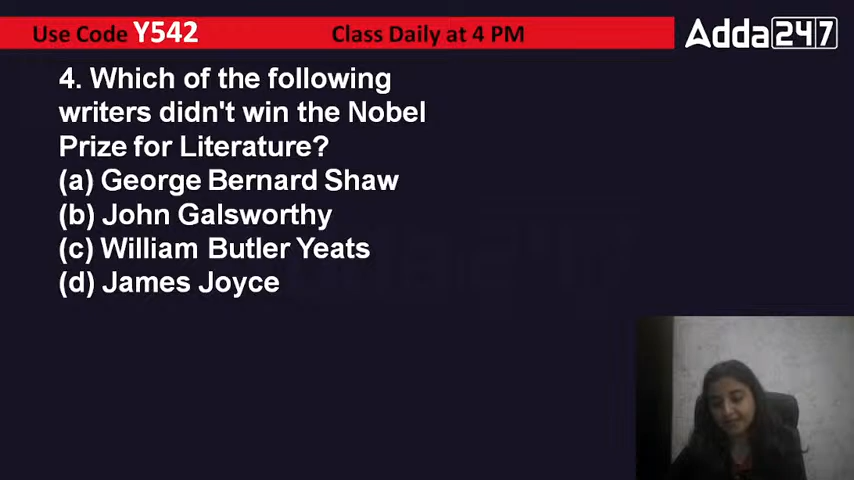 Use Code Y542 Class Daily at 4 PM Adda247
4. Which of the following
writers didn't win the Nobel
Prize for Literature?
(a) George Bernard Shaw
(b) John Galsworthy
(c) William Butler Yeats
(d) James Joyce